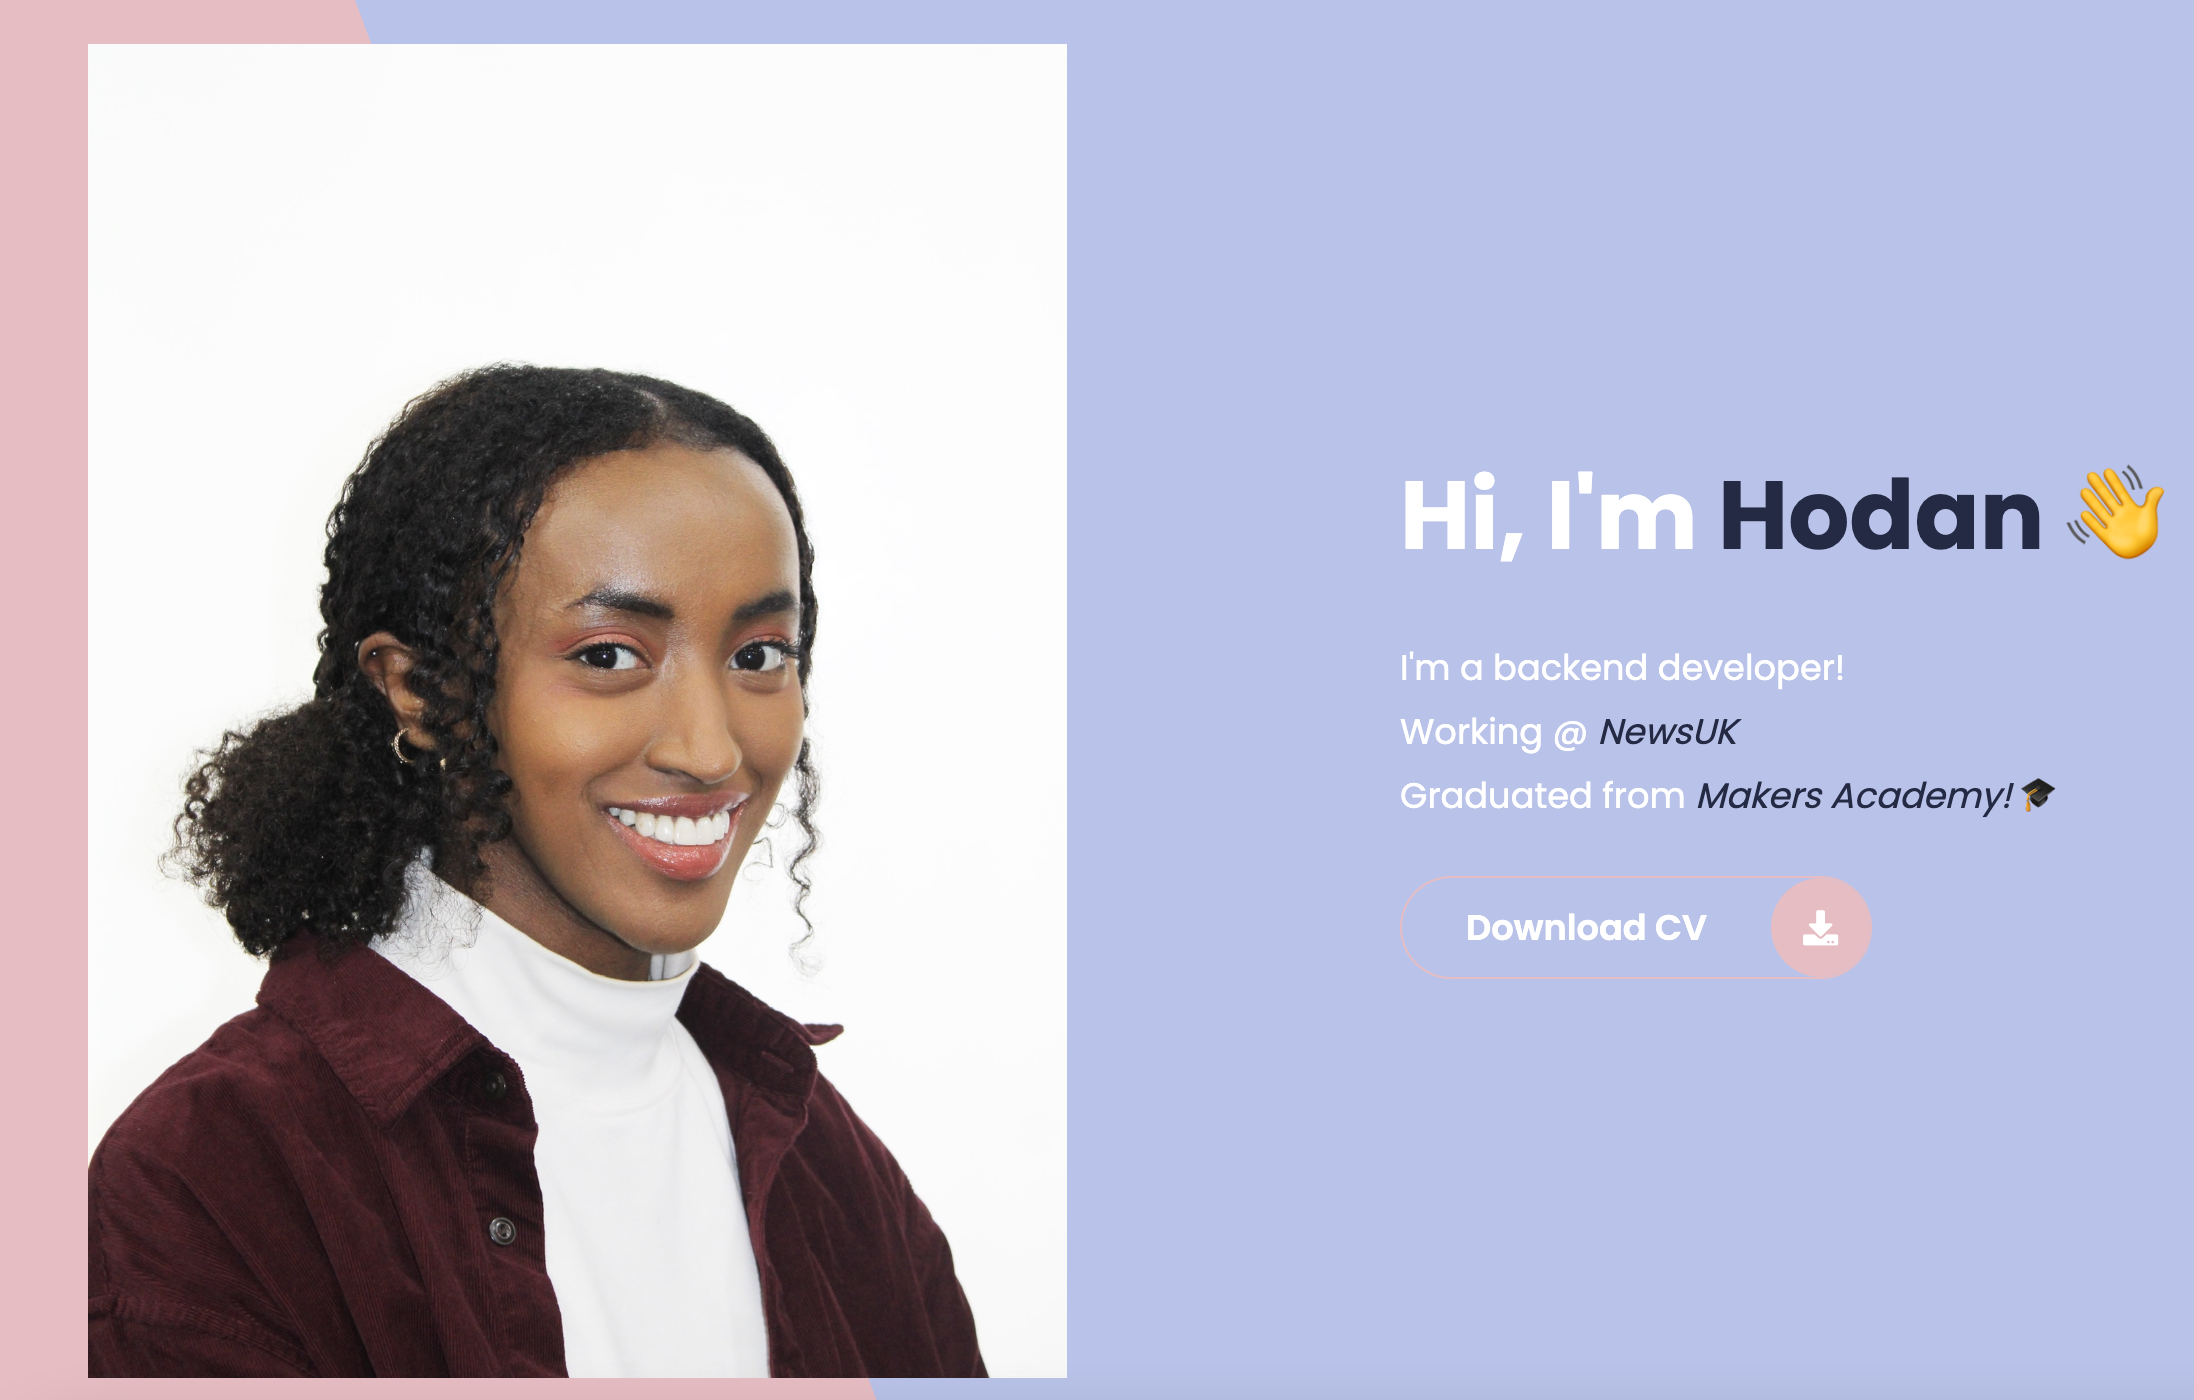 Hi, I'm Hodan 👋
I'm a backend developer!
Working @ NewsUK
Graduated from Makers Academy! 🎓
Download CV